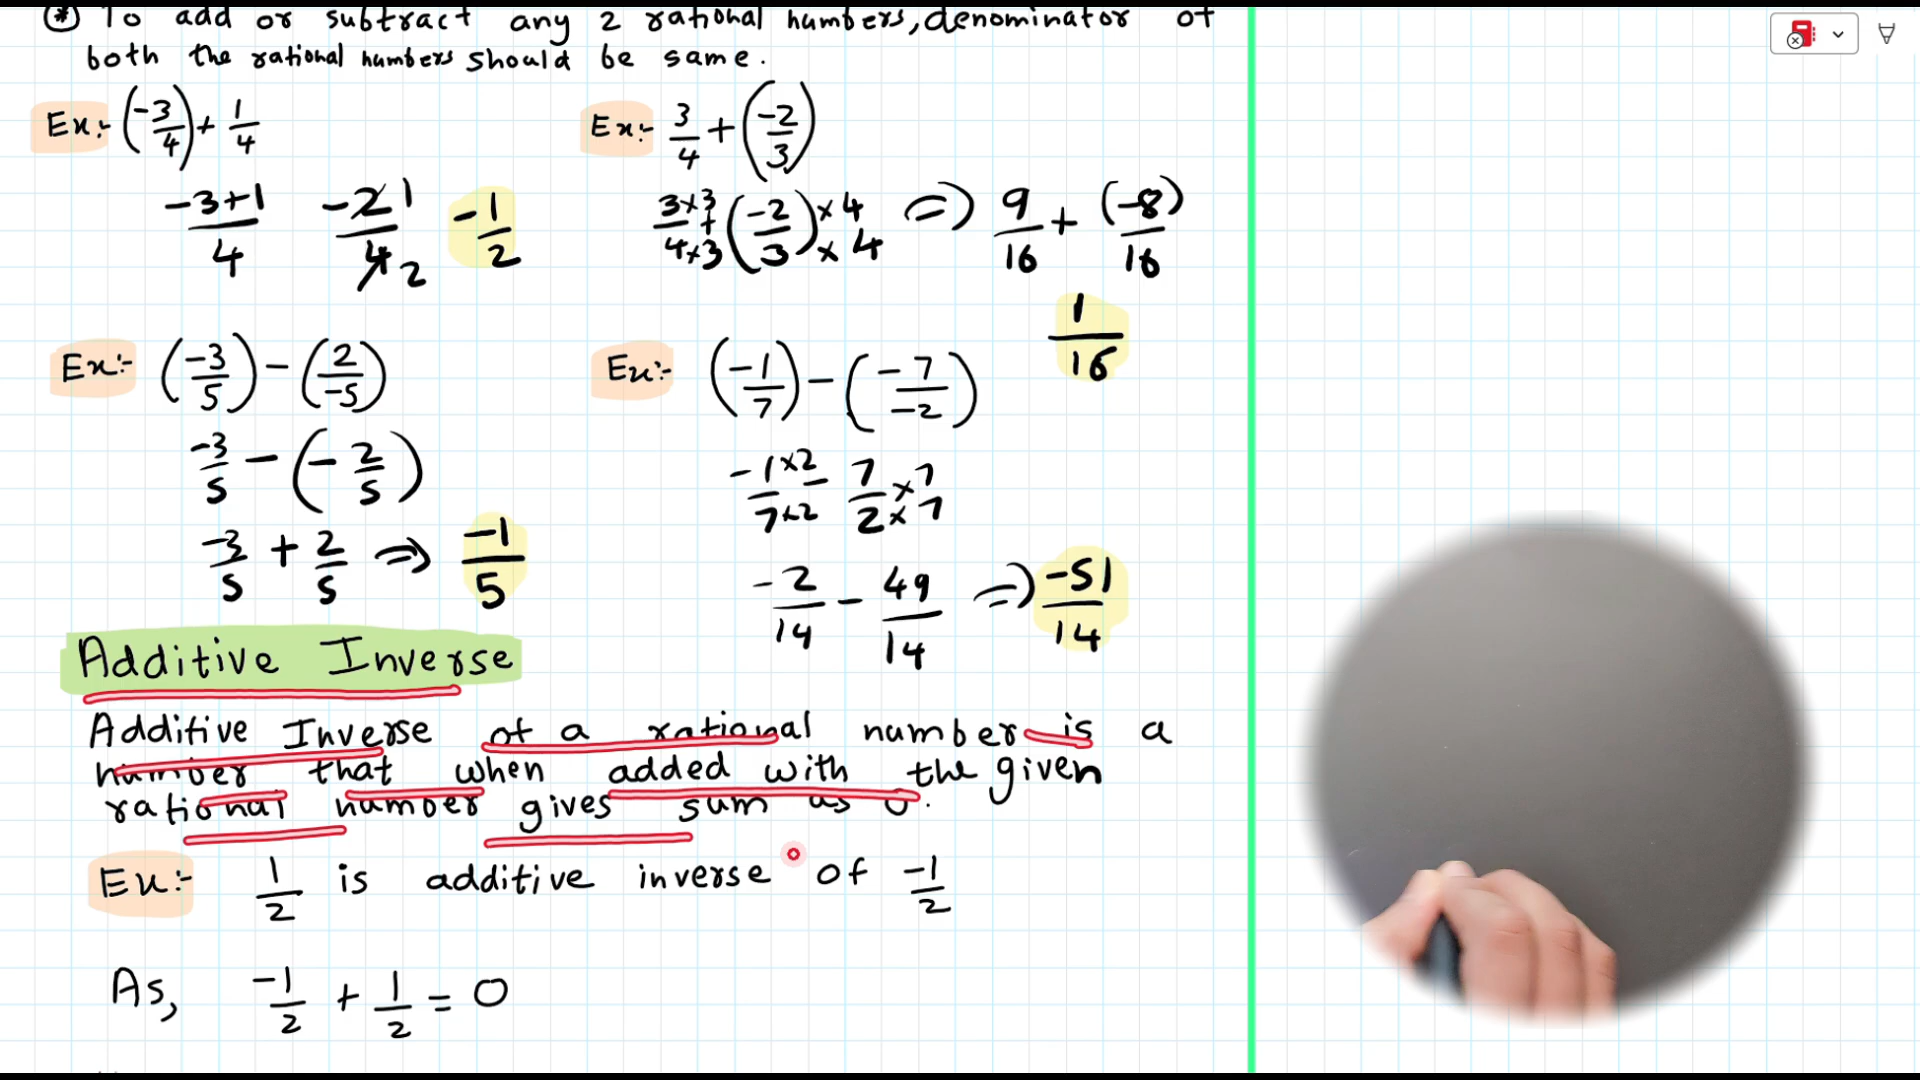 (*) To add or subtract any 2 rational numbers, denominator of
both the rational numbers should be same.
Ex:- (-3/4) + 1/4
-3+1/4 -2/4 1 2 -1/2
Ex:- 3/4 + (-2/3)
3×3/4×3 + (-2/3) ×4 ×4 => 9/16 + (-8)/16
1/16
Ex:- (-3/5) - (2/-5)
-3/5 - (-2/5)
-3/5 + 2/5 => -1/5
Ex:- (-1/7) - (-7/-2)
-1×2/7×2 - 7/2 ×7 ×7
-2/14 - 49/14 => -51/14
Additive Inverse
Additive Inverse of a rational number is a
number that when added with the given
rational number gives sum as 0.
Ex:- 1/2 is additive inverse of -1/2
As, -1/2 + 1/2 = 0